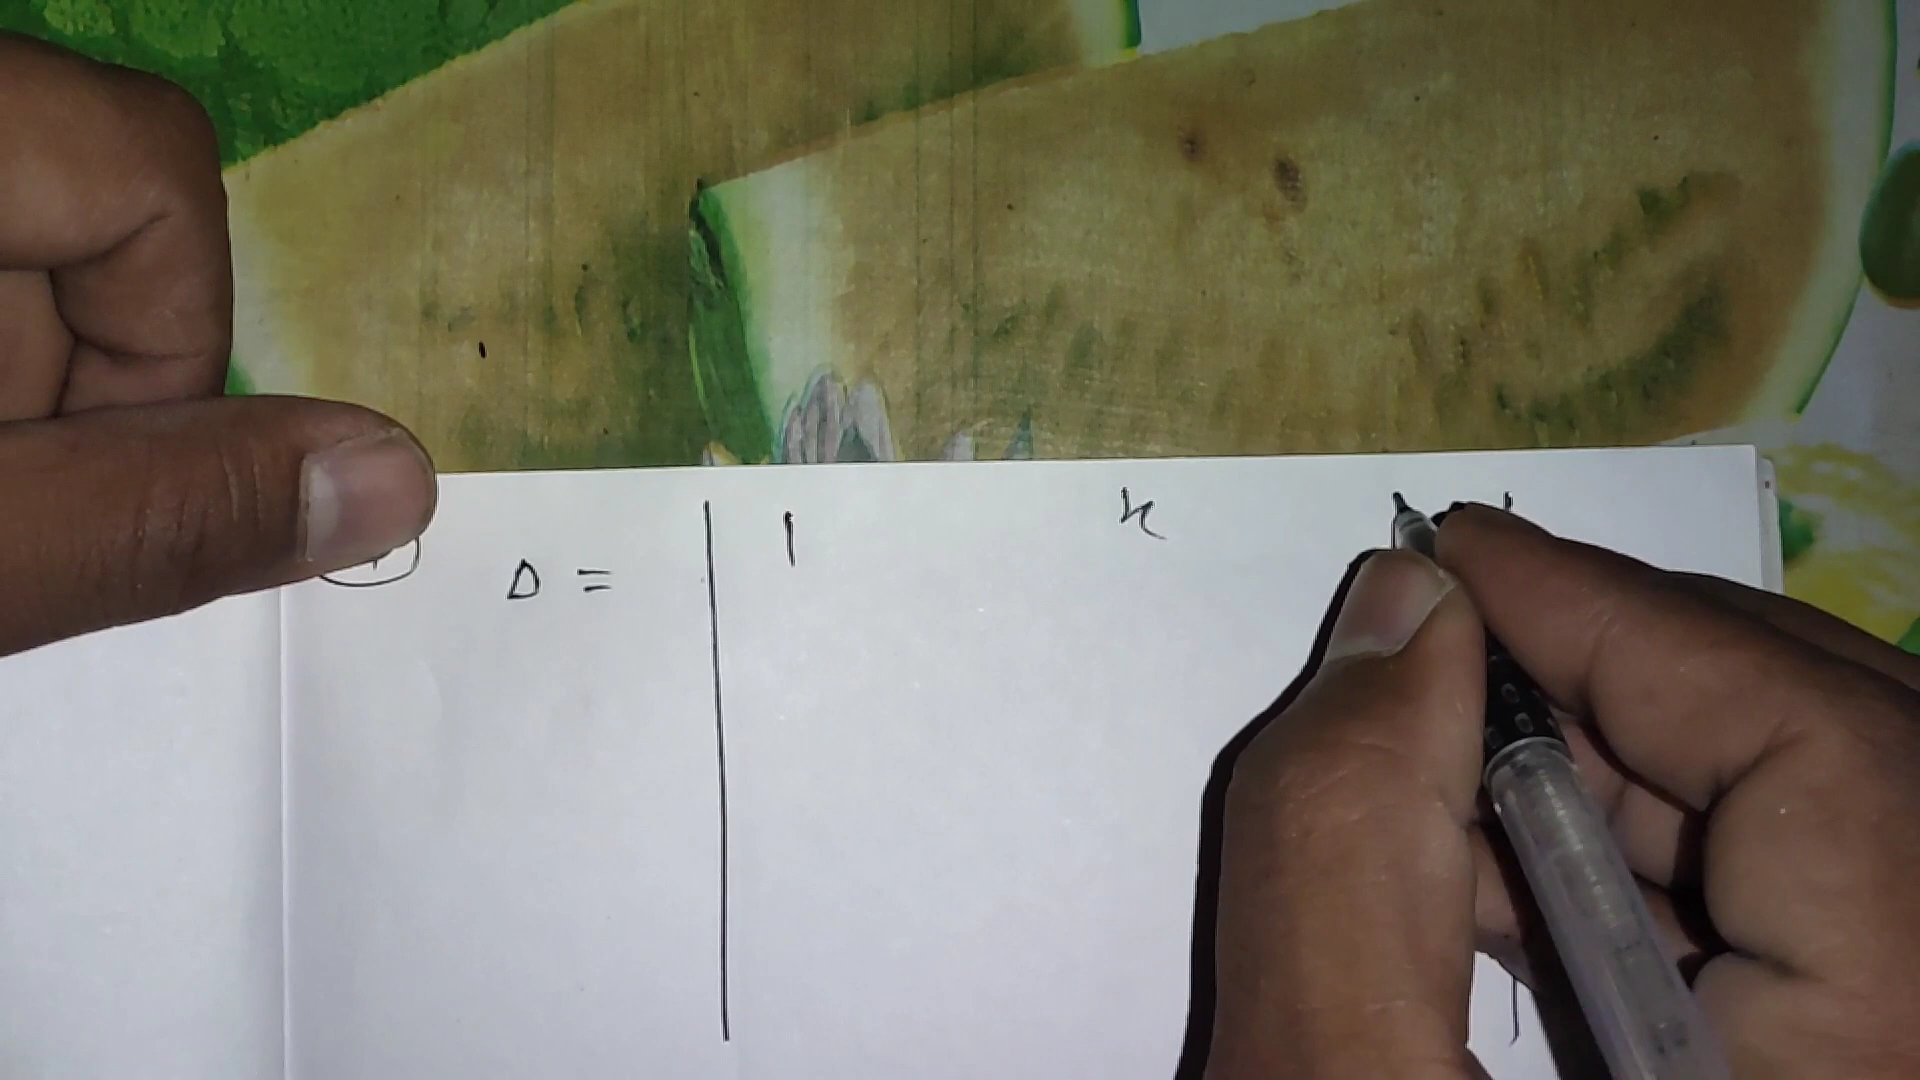 Δ = | 1 x |